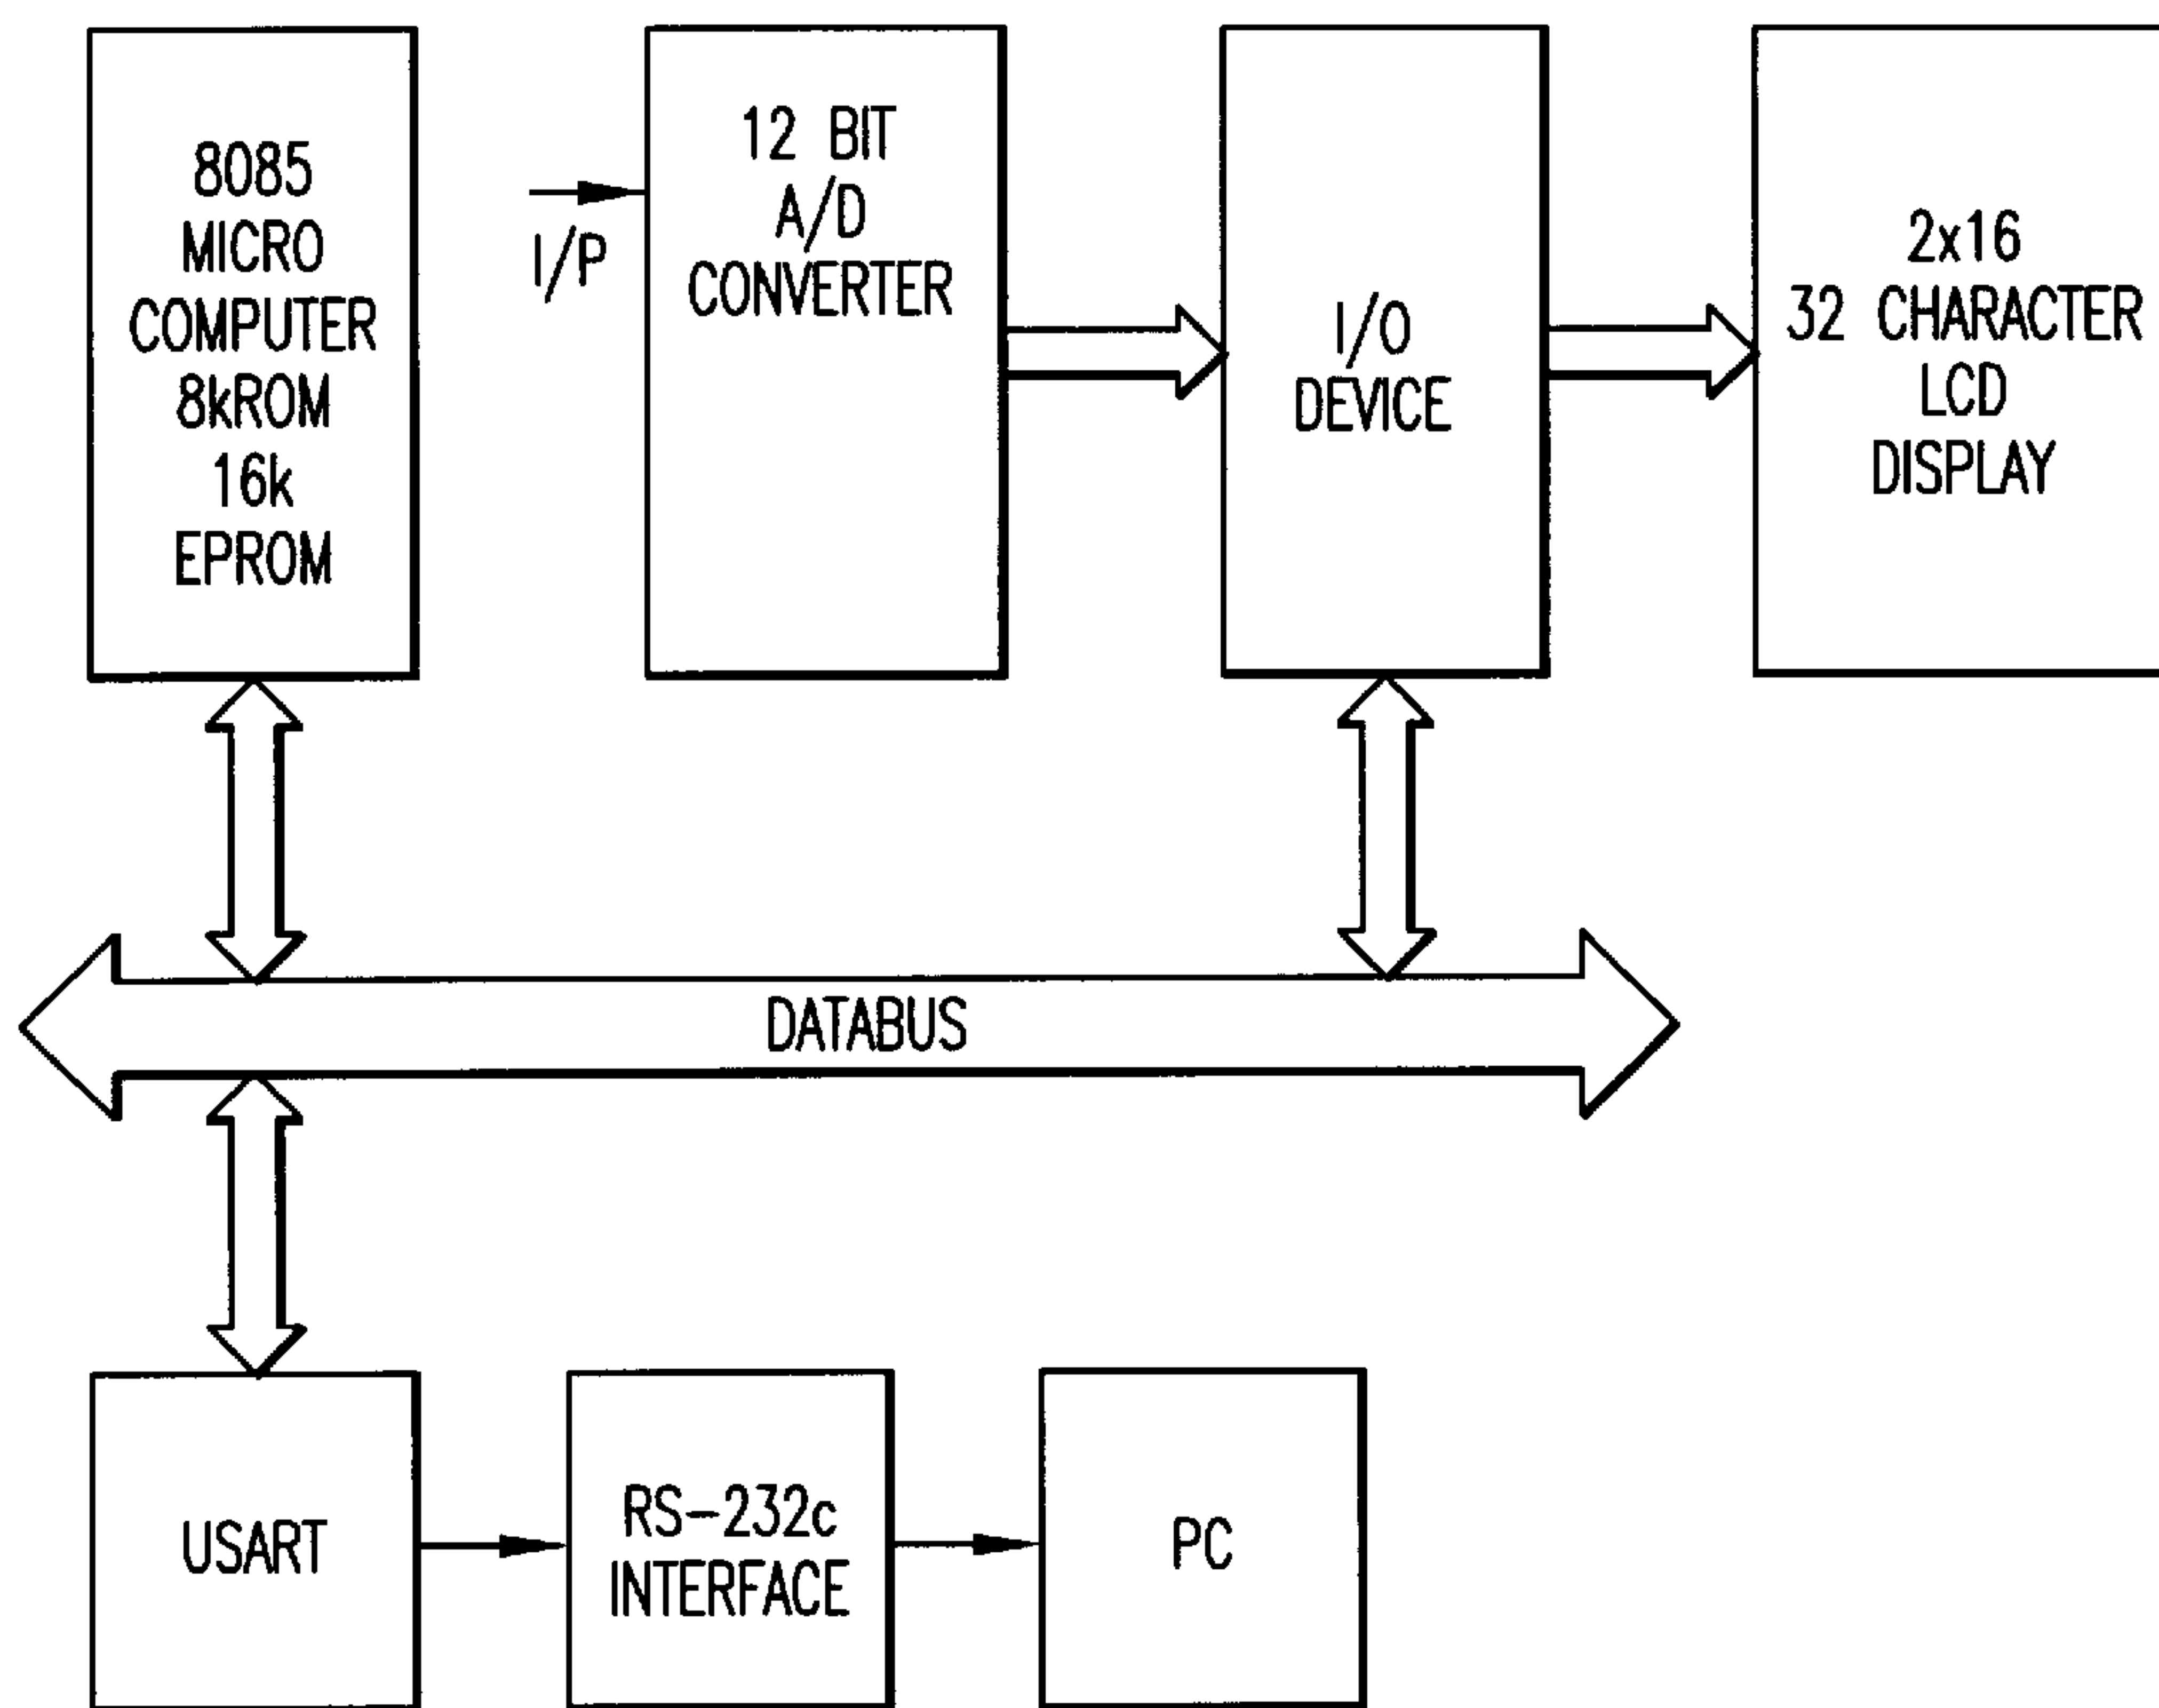 8085
MICRO
COMPUTER
8kROM
16k
EPROM
I/P
12 BIT
A/D
CONVERTER
I/O
DEVICE
2x16
32 CHARACTER
LCD
DISPLAY
DATABUS
USART
RS-232c
INTERFACE
PC